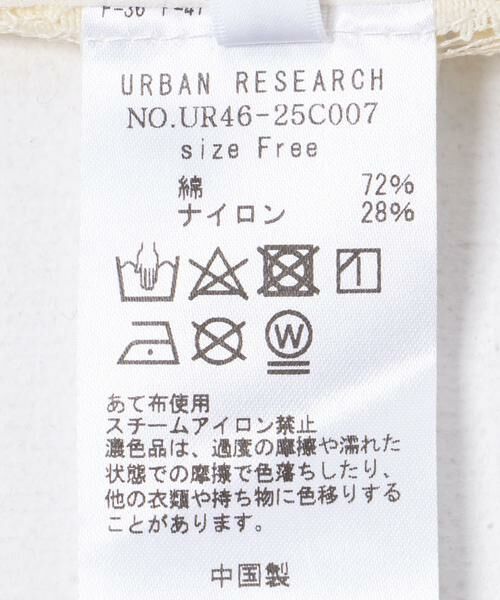 URBAN RESEARCH
NO.UR46-25C007
size Free
綿 72%
ナイロン 28%
W
あて布使用
スチームアイロン禁止
濃色品は、過度の摩擦や濡れた
状態での摩擦で色落ちしたり、
他の衣類や持ち物に色移りする
ことがあります。
中国製